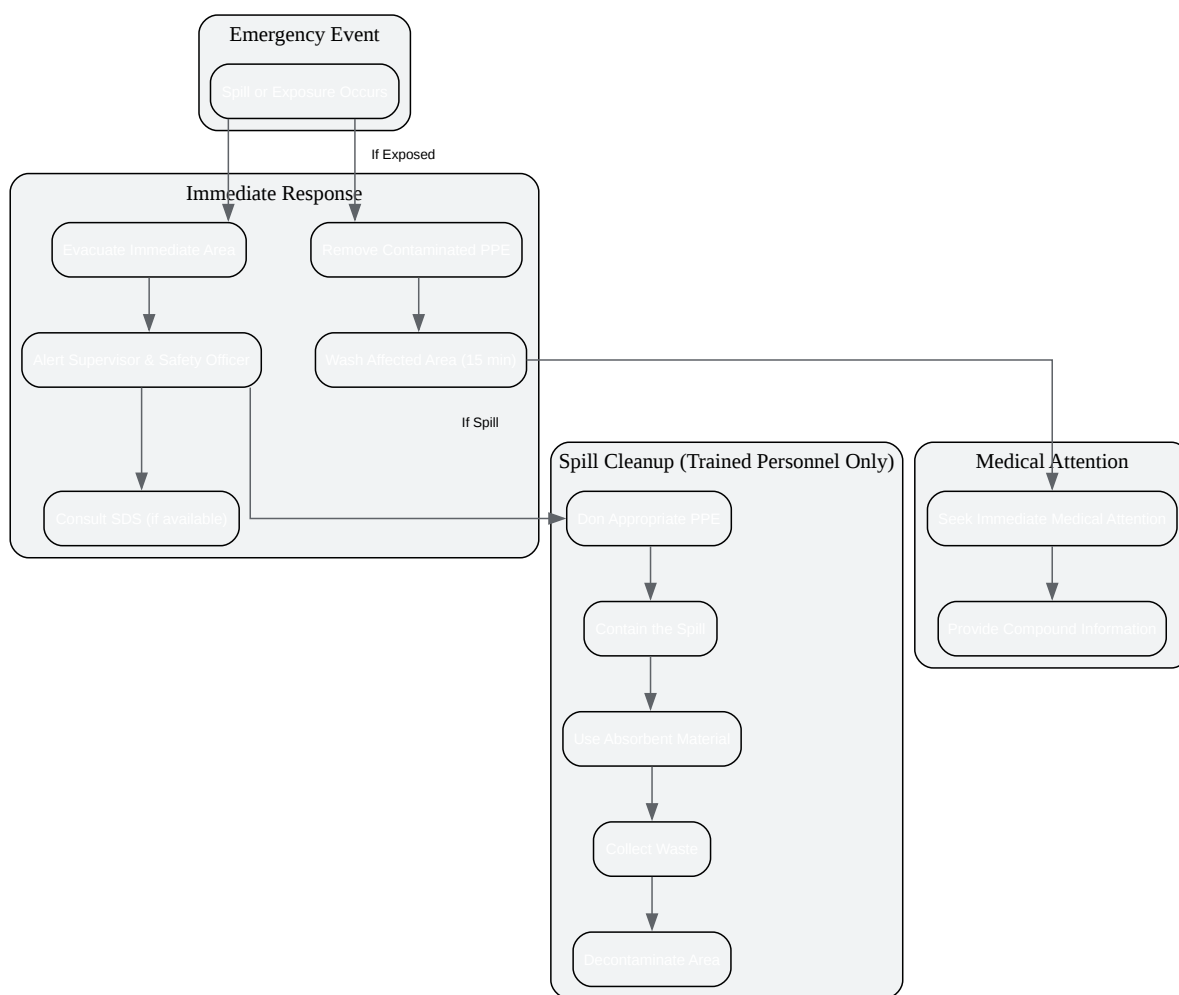 Emergency Event
Spill or Exposure Occurs
If Exposed
Immediate Response
Evacuate Immediate Area
Remove Contaminated PPE
Alert Supervisor & Safety Officer
Wash Affected Area (15 min)
If Spill
Spill Cleanup (Trained Personnel Only)
Medical Attention
Consult SDS (if available)
Don Appropriate PPE
Seek Immediate Medical Attention
Contain the Spill
Provide Compound Information
Use Absorbent Material
Collect Waste
Decontaminate Area